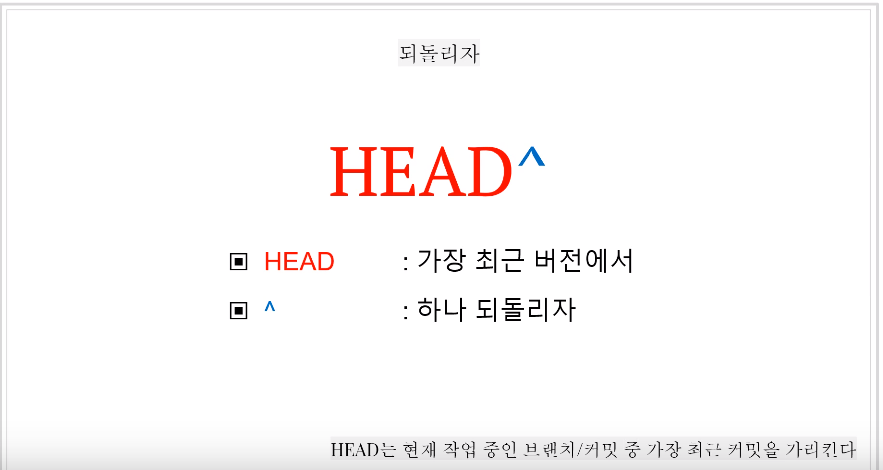 되돌리자
HEAD^
▣ HEAD : 가장 최근 버전에서
▣ ^ : 하나 되돌리자
HEAD는 현재 작업 중인 브랜치/커밋 중 가장 최근 커밋을 가리킨다